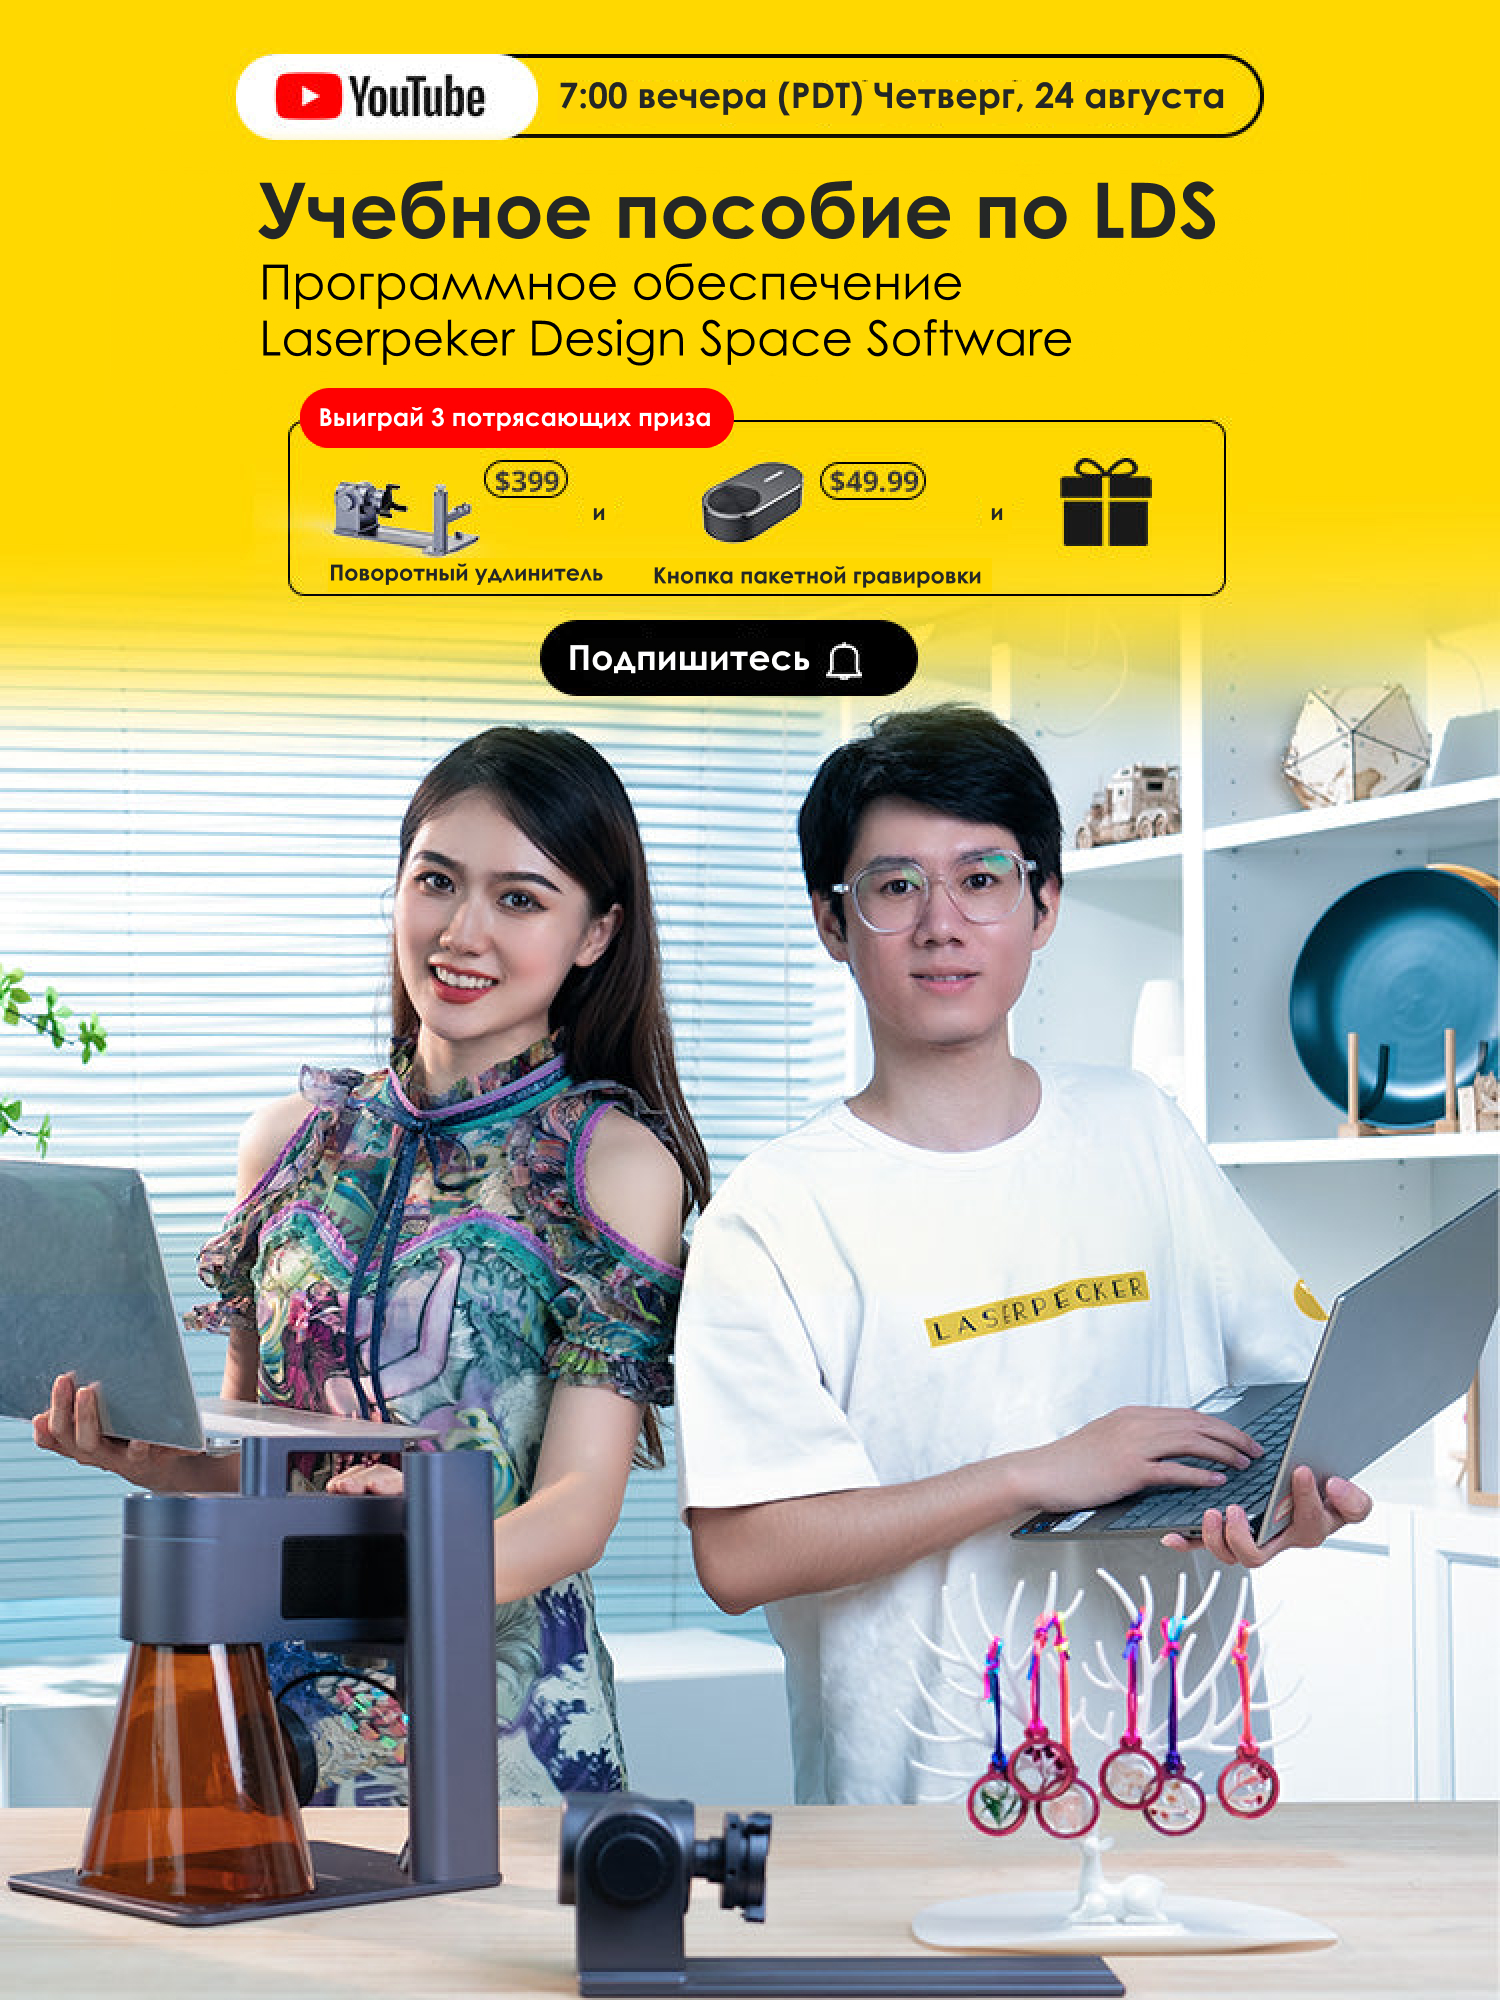 YouTube
7:00 вечера (PDT) Четверг, 24 августа
Учебное пособие по LDS
Программное обеспечение
Laserpeker Design Space Software
Выиграй 3 потрясающих приза
$399
и
$49.99
и
Поворотный удлинитель
Кнопка пакетной гравировки
Подпишитесь
LASERPECKER